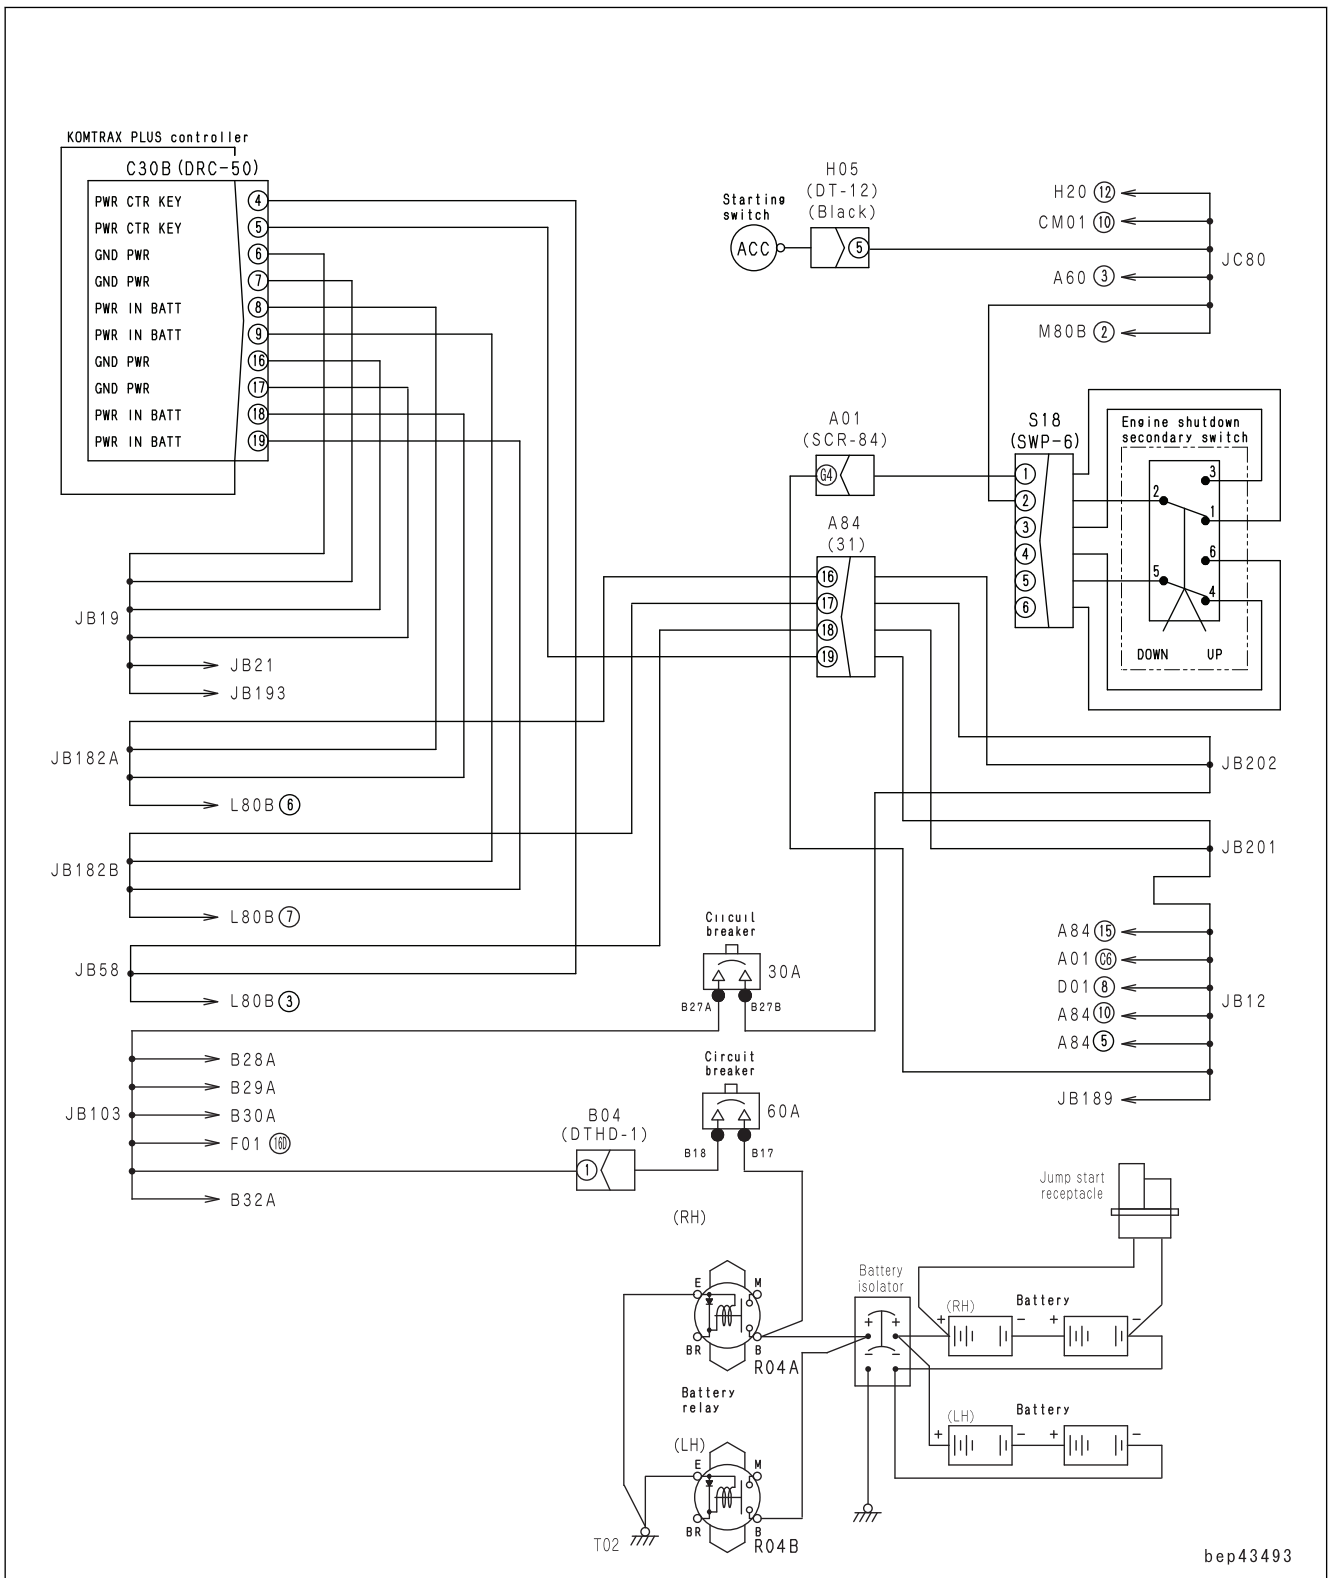 KOMTRAX PLUS controller
C30B (DRC-50)
PWR CTR KEY 4
PWR CTR KEY 5
GND PWR 6
GND PWR 7
PWR IN BATT 8
PWR IN BATT 9
GND PWR 16
GND PWR 17
PWR IN BATT 18
PWR IN BATT 19
Starting
switch
ACC
H05
(DT-12)
(Black)
5
H20 12
CM01 10
A60 3
M80B 2
JC80
A01
(SCR-84)
G4
A84
(31)
16
17
18
19
S18
(SWP-6)
1
2
3
4
5
6
Engine shutdown
secondary switch
3
2
1
6
5
4
DOWN UP
JB19
JB21
JB193
JB182A
L80B 6
JB182B
L80B 7
JB58
L80B 3
JB202
JB201
A84 15
A01 C6
D01 8
A84 10
A84 5
JB12
JB189
Circuit
breaker
30A
B27A B27B
JB103
B28A
B29A
B30A
F01 16D
B32A
Circuit
breaker
60A
B18 B17
B04
(DTHD-1)
1
(RH)
E M
BR B
R04A
Battery
relay
(LH)
E M
BR B
R04B
T02
Battery
isolator
+ +
− −
Jump start
receptacle
(RH) Battery
+ − + −
(LH) Battery
+ − + −
bep43493